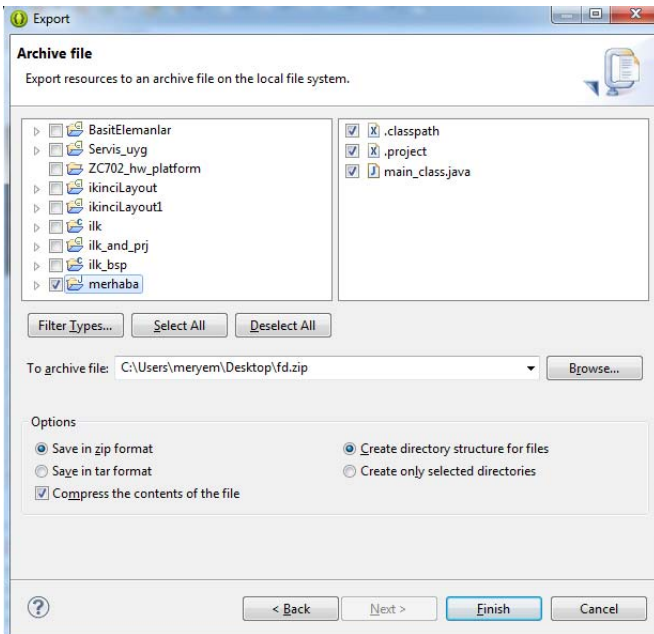 Export
Archive file
Export resources to an archive file on the local file system.
BasitElemanlar
Servis_uyg
ZC702_hw_platform
ikinciLayout
ikinciLayout1
ilk
ilk_and_prj
ilk_bsp
merhaba
.classpath
.project
main_class.java
Filter Types... Select All Deselect All
To archive file: C:\Users\meryem\Desktop\fd.zip Browse...
Options
Save in zip format Create directory structure for files
Save in tar format Create only selected directories
Compress the contents of the file
? < Back Next > Finish Cancel